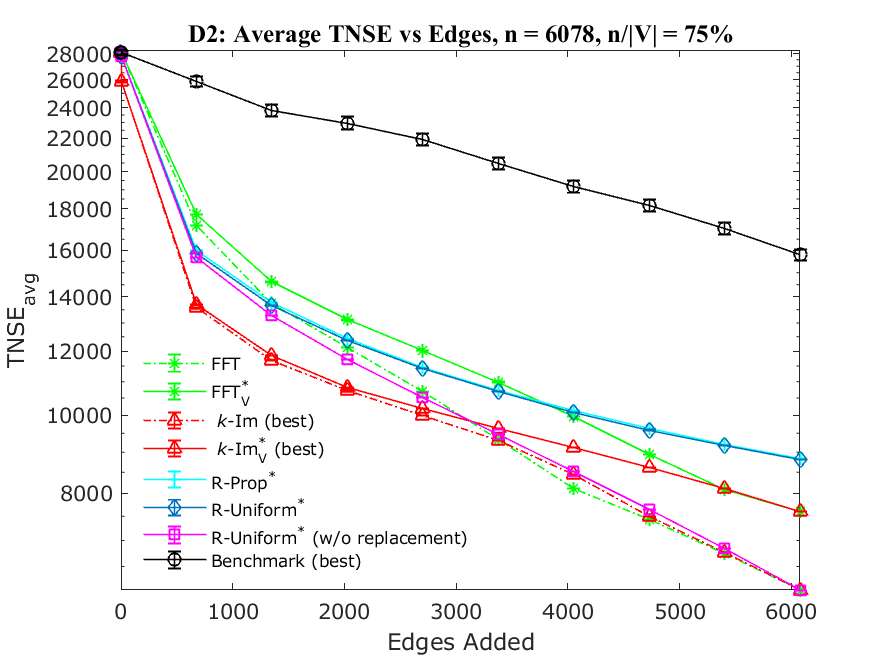 D2: Average TNSE vs Edges, n = 6078, n/|V| = 75%
28000
26000
24000
22000
20000
18000
16000
14000
12000
10000
8000
TNSE_avg
FFT
FFT*_V
k-Im (best)
k-Im*_V (best)
R-Prop*
R-Uniform*
R-Uniform* (w/o replacement)
Benchmark (best)
0 1000 2000 3000 4000 5000 6000
Edges Added